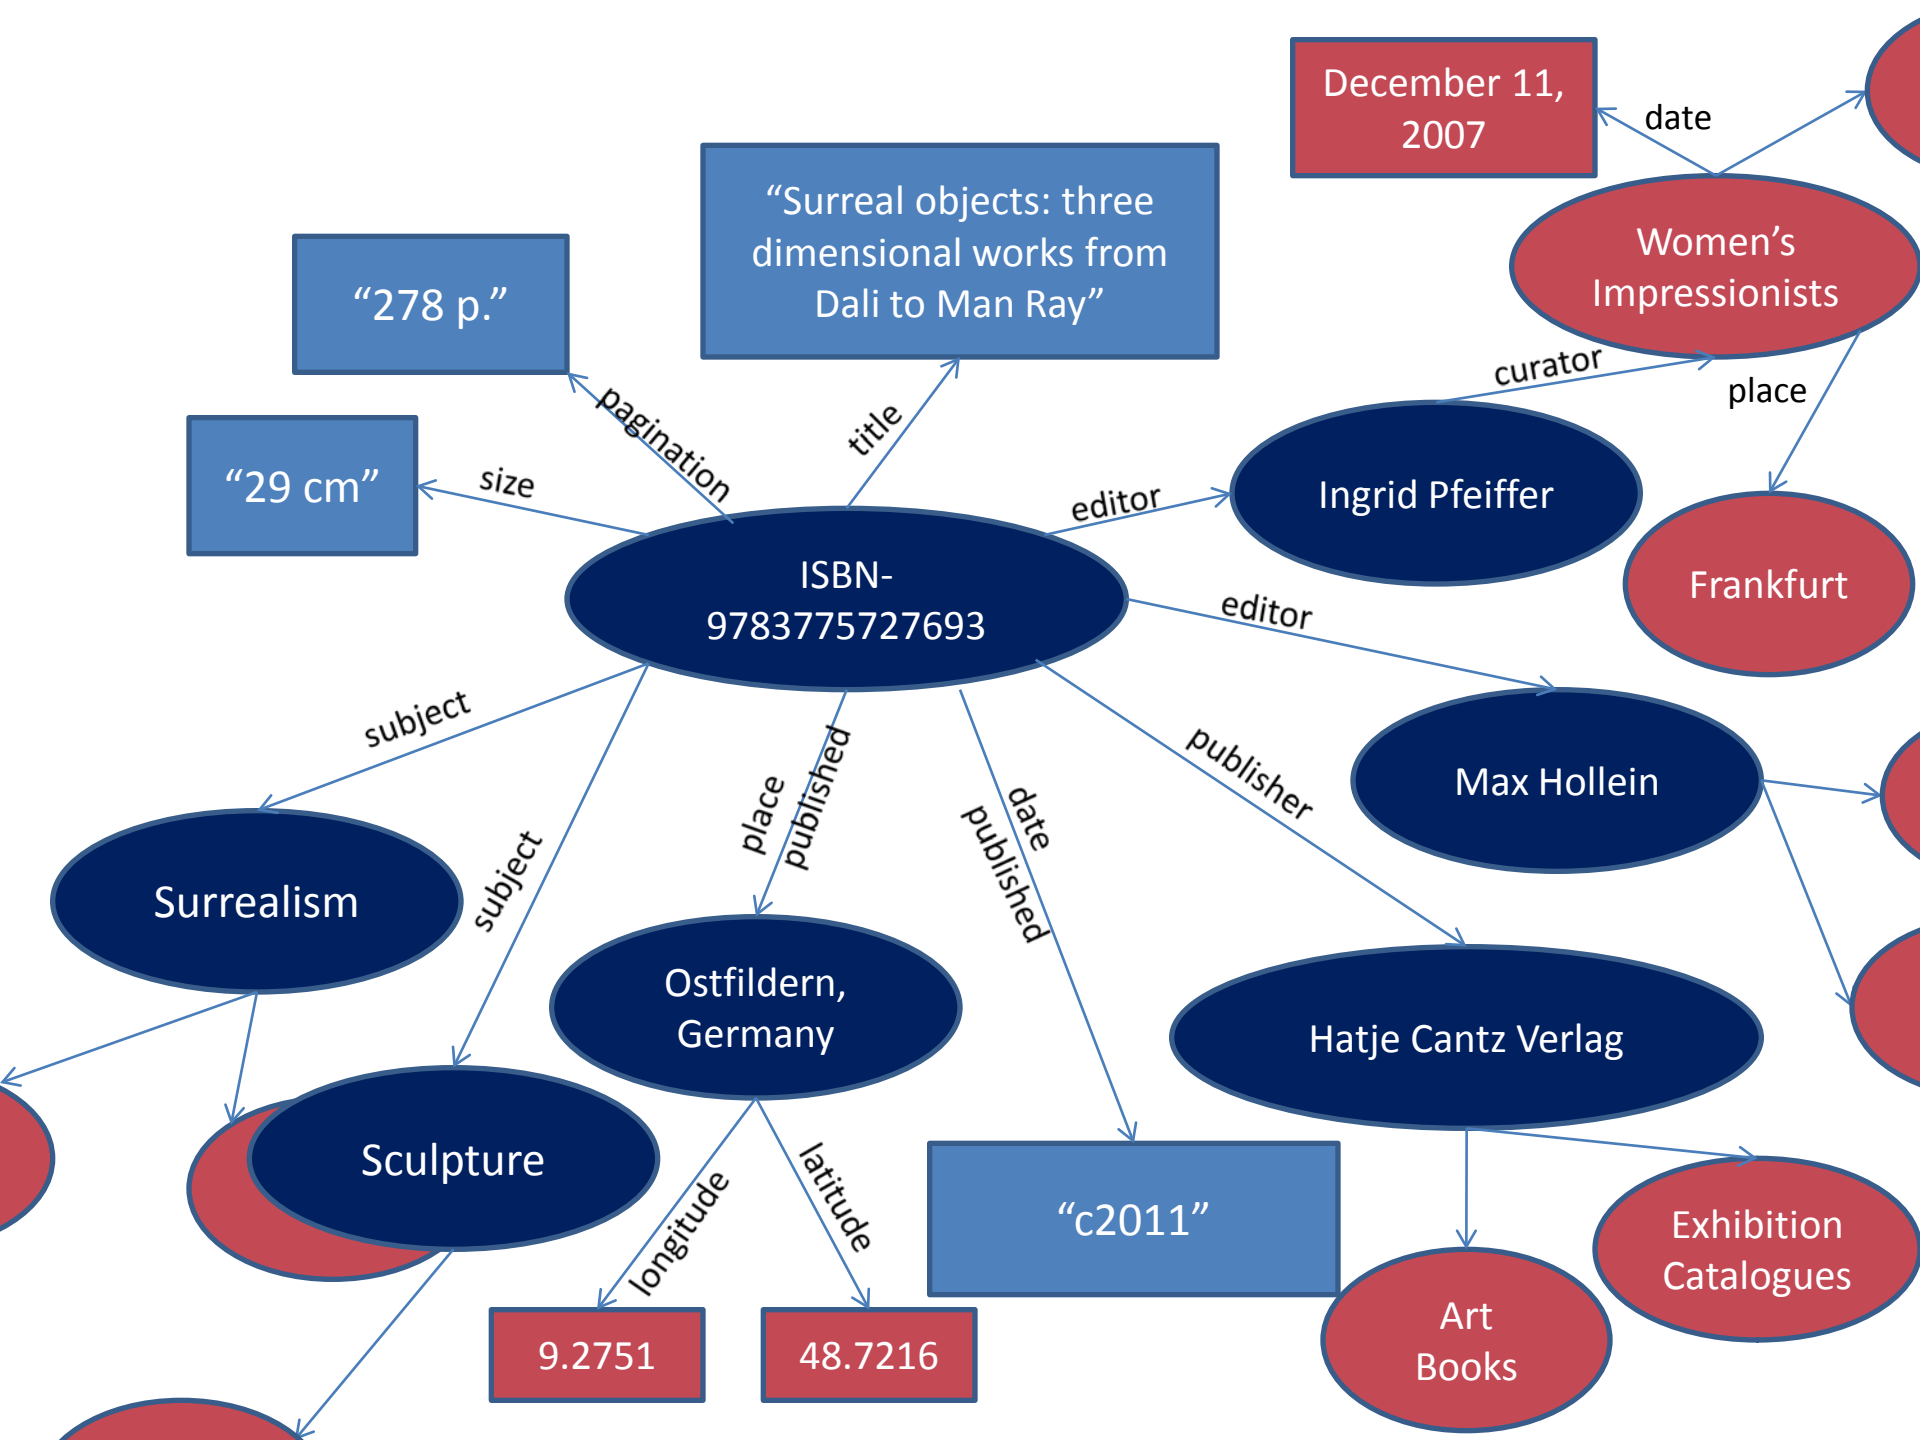 December 11,
2007
date
“Surreal objects: three
dimensional works from
Dali to Man Ray”
Women’s
Impressionists
“278 p.”
curator
place
pagination
title
“29 cm”
size
editor
Ingrid Pfeiffer
Frankfurt
ISBN-
9783775727693
editor
subject
place
published
date
published
publisher
Max Hollein
subject
Surrealism
Ostfildern,
Germany
Hatje Cantz Verlag
Sculpture
longitude
latitude
“c2011”
Exhibition
Catalogues
9.2751
48.7216
Art
Books